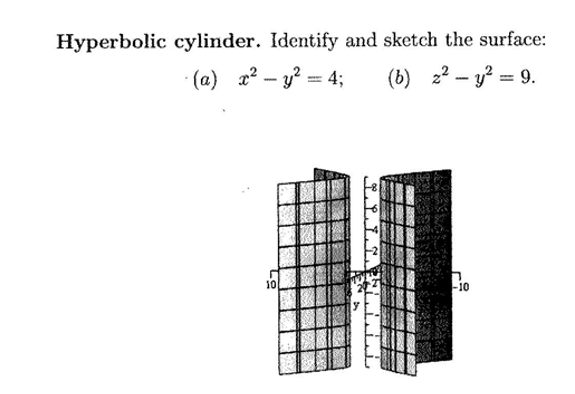 Hyperbolic cylinder. Identify and sketch the surface:
(a) x² − y² = 4; (b) z² − y² = 9.
8
6
4
2
10
-10
y